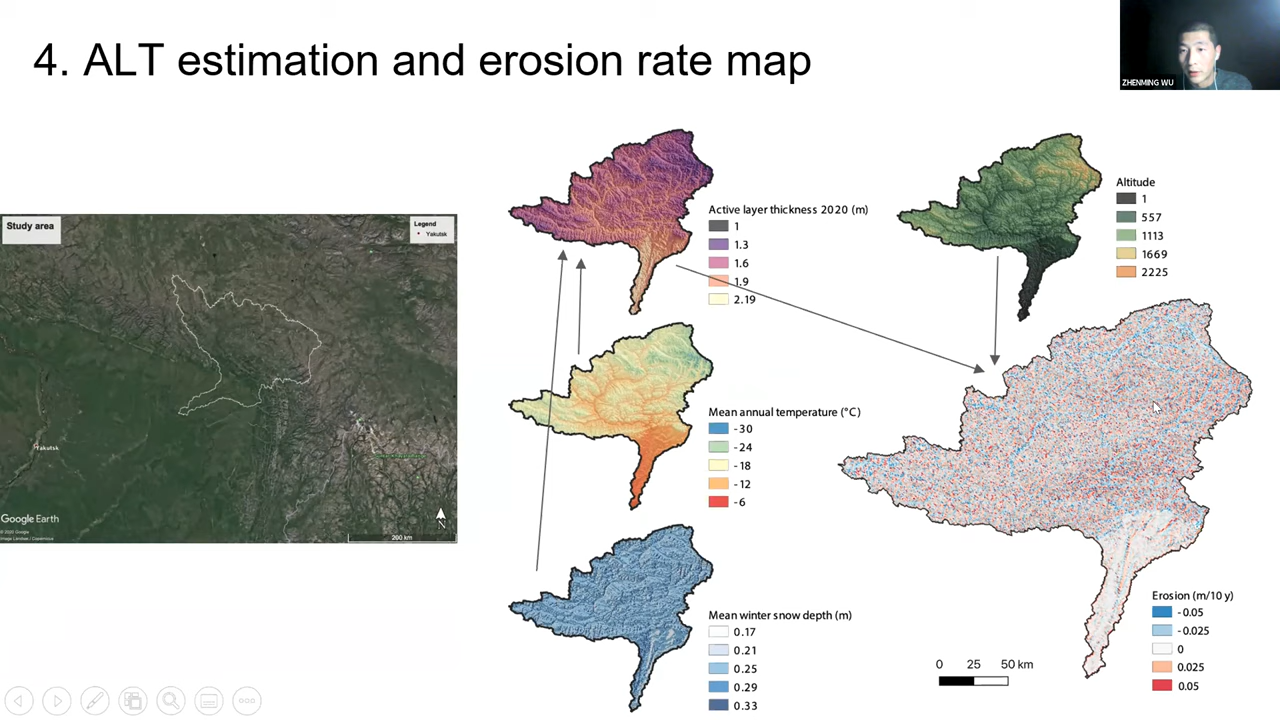 4. ALT estimation and erosion rate map
ZHENMING WU
Study area
Legend
Yakutsk
Yakutsk
Google Earth
200 km
N
Active layer thickness 2020 (m)
1
1.3
1.6
1.9
2.19
Mean annual temperature (°C)
-30
-24
-18
-12
-6
Mean winter snow depth (m)
0.17
0.21
0.25
0.29
0.33
Altitude
1
557
1113
1669
2225
Erosion (m/10 y)
-0.05
-0.025
0
0.025
0.05
0 25 50 km